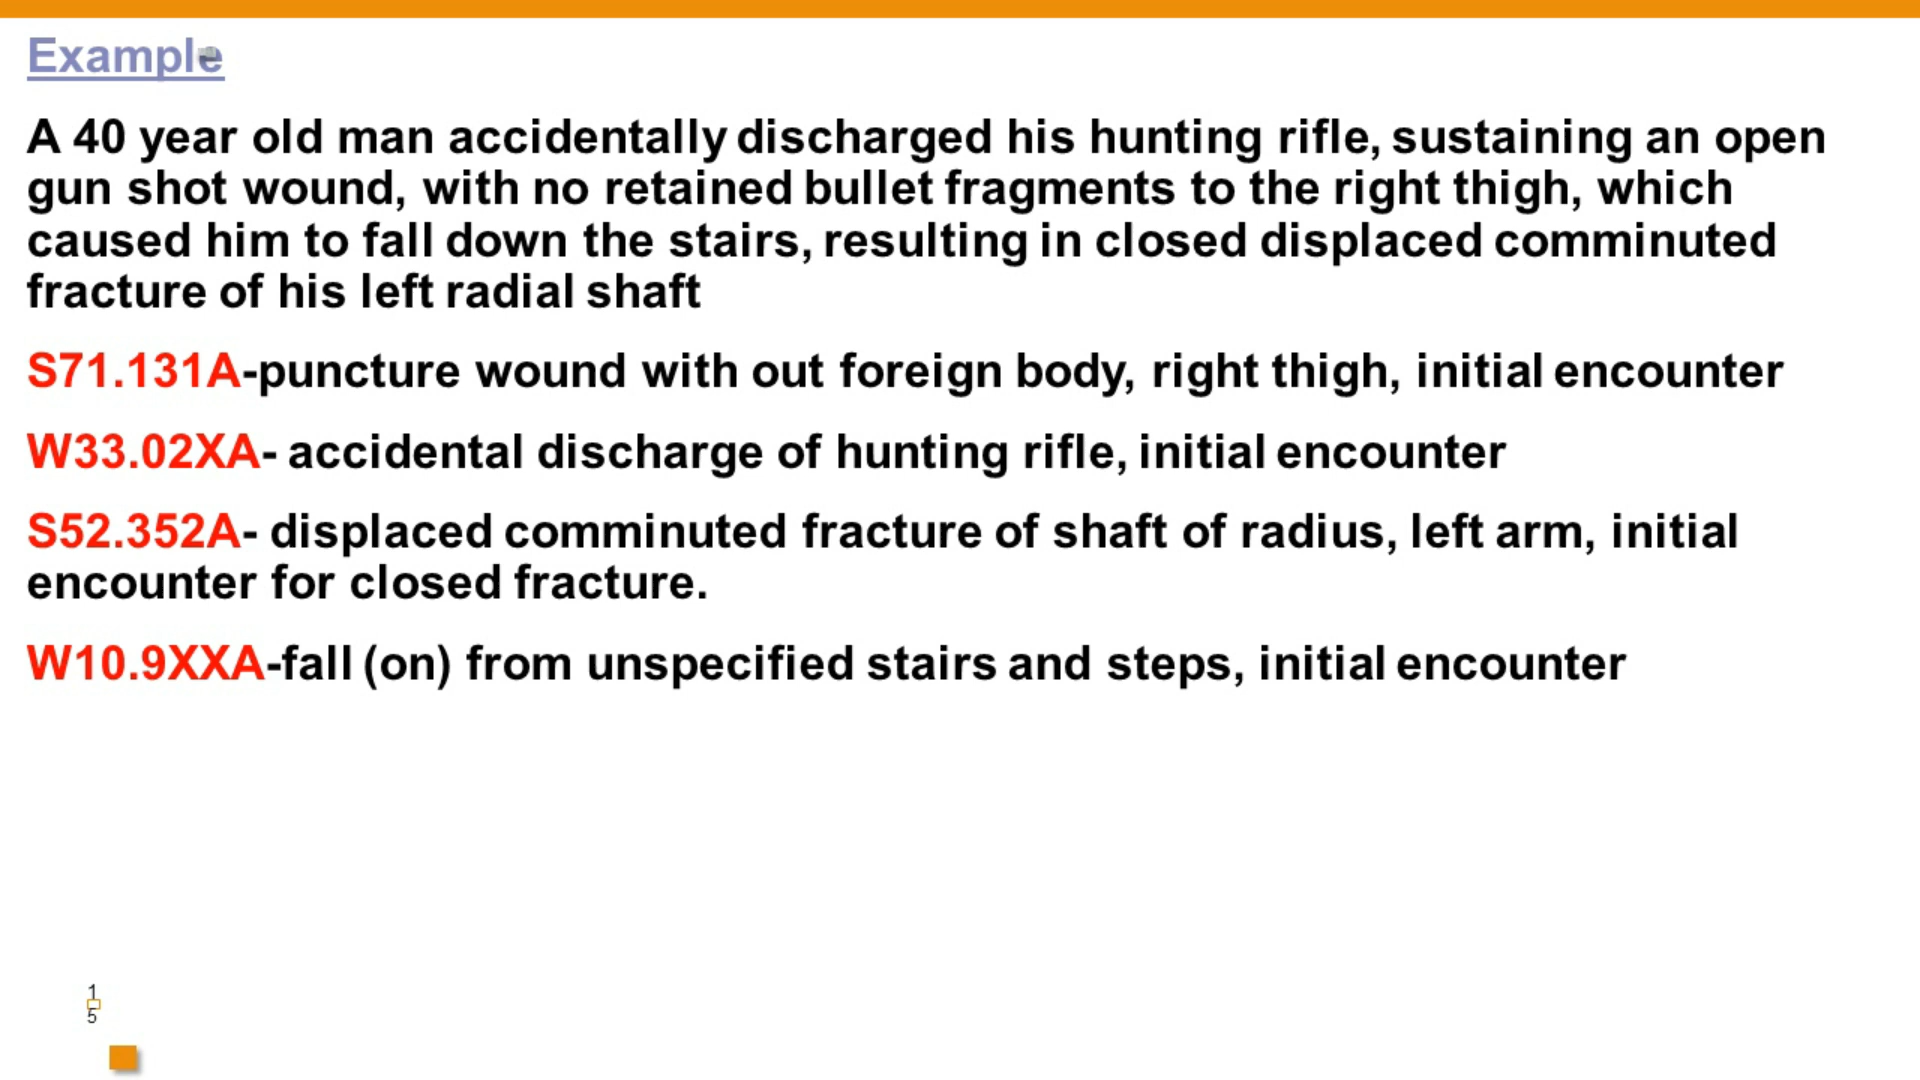 Example
A 40 year old man accidentally discharged his hunting rifle, sustaining an open
gun shot wound, with no retained bullet fragments to the right thigh, which
caused him to fall down the stairs, resulting in closed displaced comminuted
fracture of his left radial shaft
S71.131A-puncture wound with out foreign body, right thigh, initial encounter
W33.02XA- accidental discharge of hunting rifle, initial encounter
S52.352A- displaced comminuted fracture of shaft of radius, left arm, initial
encounter for closed fracture.
W10.9XXA-fall (on) from unspecified stairs and steps, initial encounter
1
5